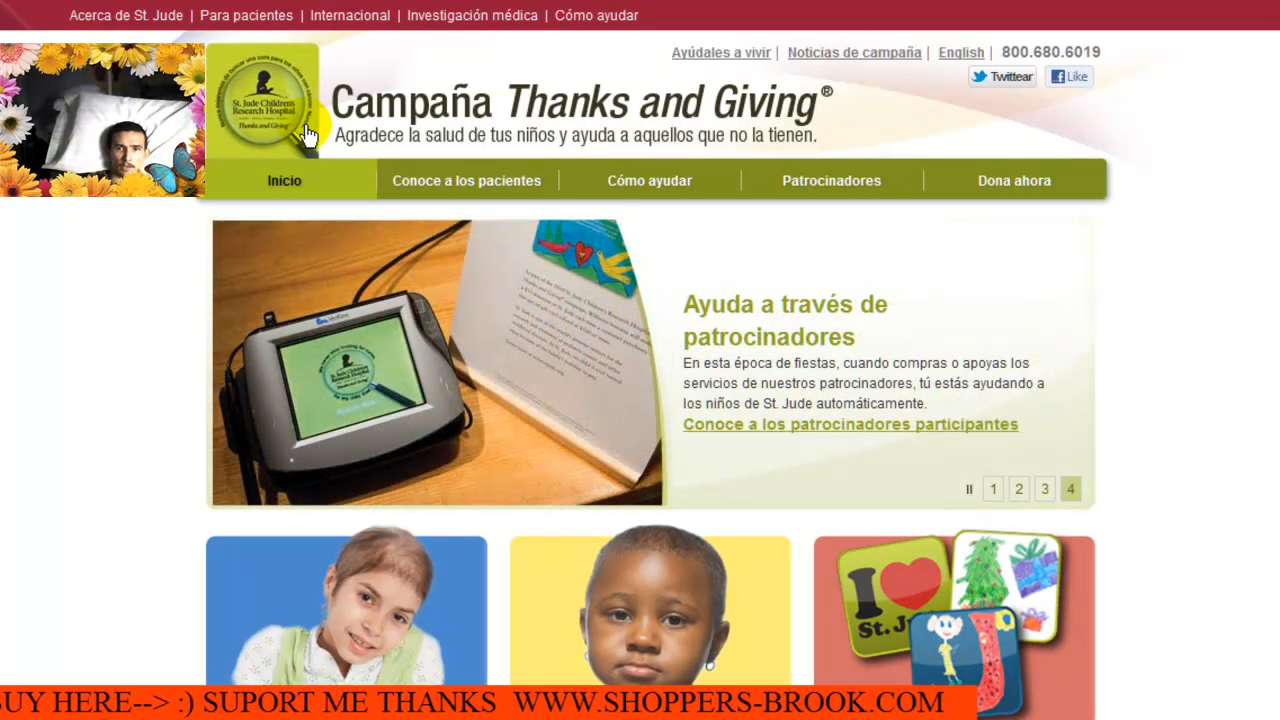 Acerca de St. Jude | Para pacientes | Internacional | Investigación médica | Cómo ayudar
Ayúdales a vivir | Noticias de campaña | English | 800.680.6019
Twittear Like
St. Jude Children's
Research Hospital
Thanks and Giving
Campaña Thanks and Giving®
Agradece la salud de tus niños y ayuda a aquellos que no la tienen.
Inicio Conoce a los pacientes Cómo ayudar Patrocinadores Dona ahora
Ayuda a través de
patrocinadores
En esta época de fiestas, cuando compras o apoyas los
servicios de nuestros patrocinadores, tú estás ayudando a
los niños de St. Jude automáticamente.
Conoce a los patrocinadores participantes
1 2 3 4
I
St. Ju
BUY HERE--> :) SUPORT ME THANKS WWW.SHOPPERS-BROOK.COM